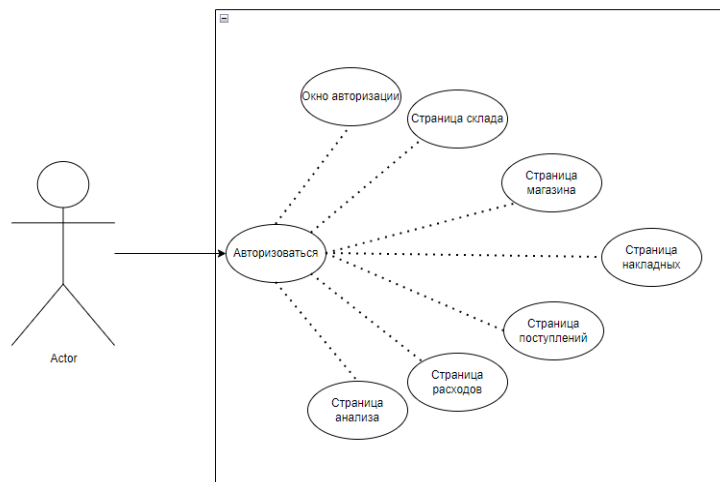 Окно авторизации
Страница склада
Страница
магазина
Авторизоваться
Страница
накладных
Страница
поступлений
Actor
Страница
расходов
Страница
анализа